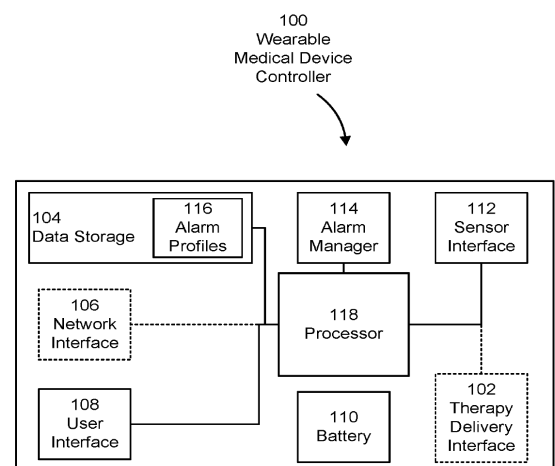 100
Wearable
Medical Device
Controller
104
Data Storage
116
Alarm
Profiles
114
Alarm
Manager
112
Sensor
Interface
106
Network
Interface
118
Processor
108
User
Interface
110
Battery
102
Therapy
Delivery
Interface